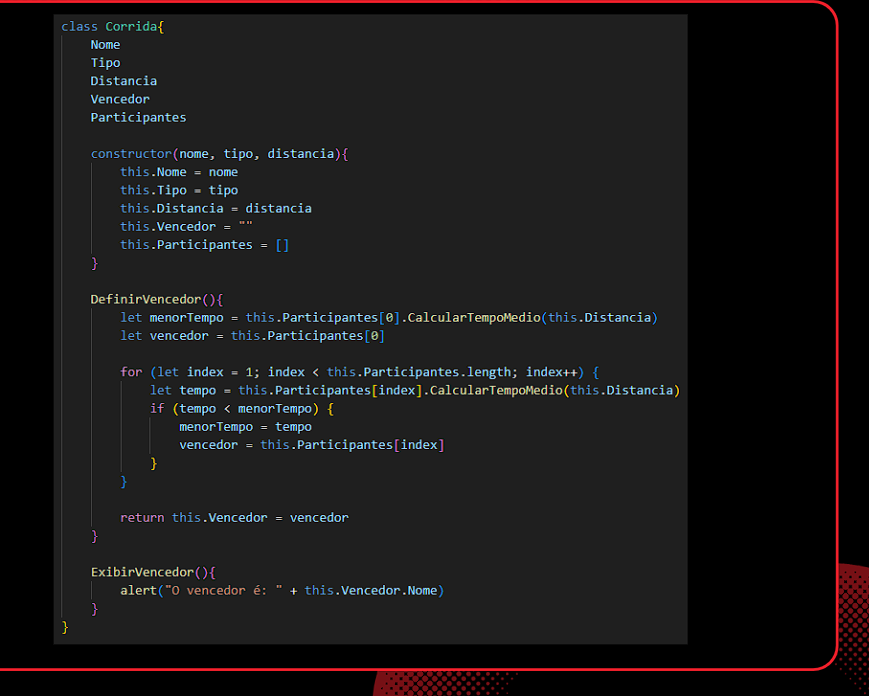 class Corrida{
Nome
Tipo
Distancia
Vencedor
Participantes
constructor(nome, tipo, distancia){
this.Nome = nome
this.Tipo = tipo
this.Distancia = distancia
this.Vencedor = ""
this.Participantes = []
}
DefinirVencedor(){
let menorTempo = this.Participantes[0].CalcularTempoMedio(this.Distancia)
let vencedor = this.Participantes[0]
for (let index = 1; index < this.Participantes.length; index++) {
let tempo = this.Participantes[index].CalcularTempoMedio(this.Distancia)
if (tempo < menorTempo) {
menorTempo = tempo
vencedor = this.Participantes[index]
}
}
return this.Vencedor = vencedor
}
ExibirVencedor(){
alert("O vencedor é: " + this.Vencedor.Nome)
}
}